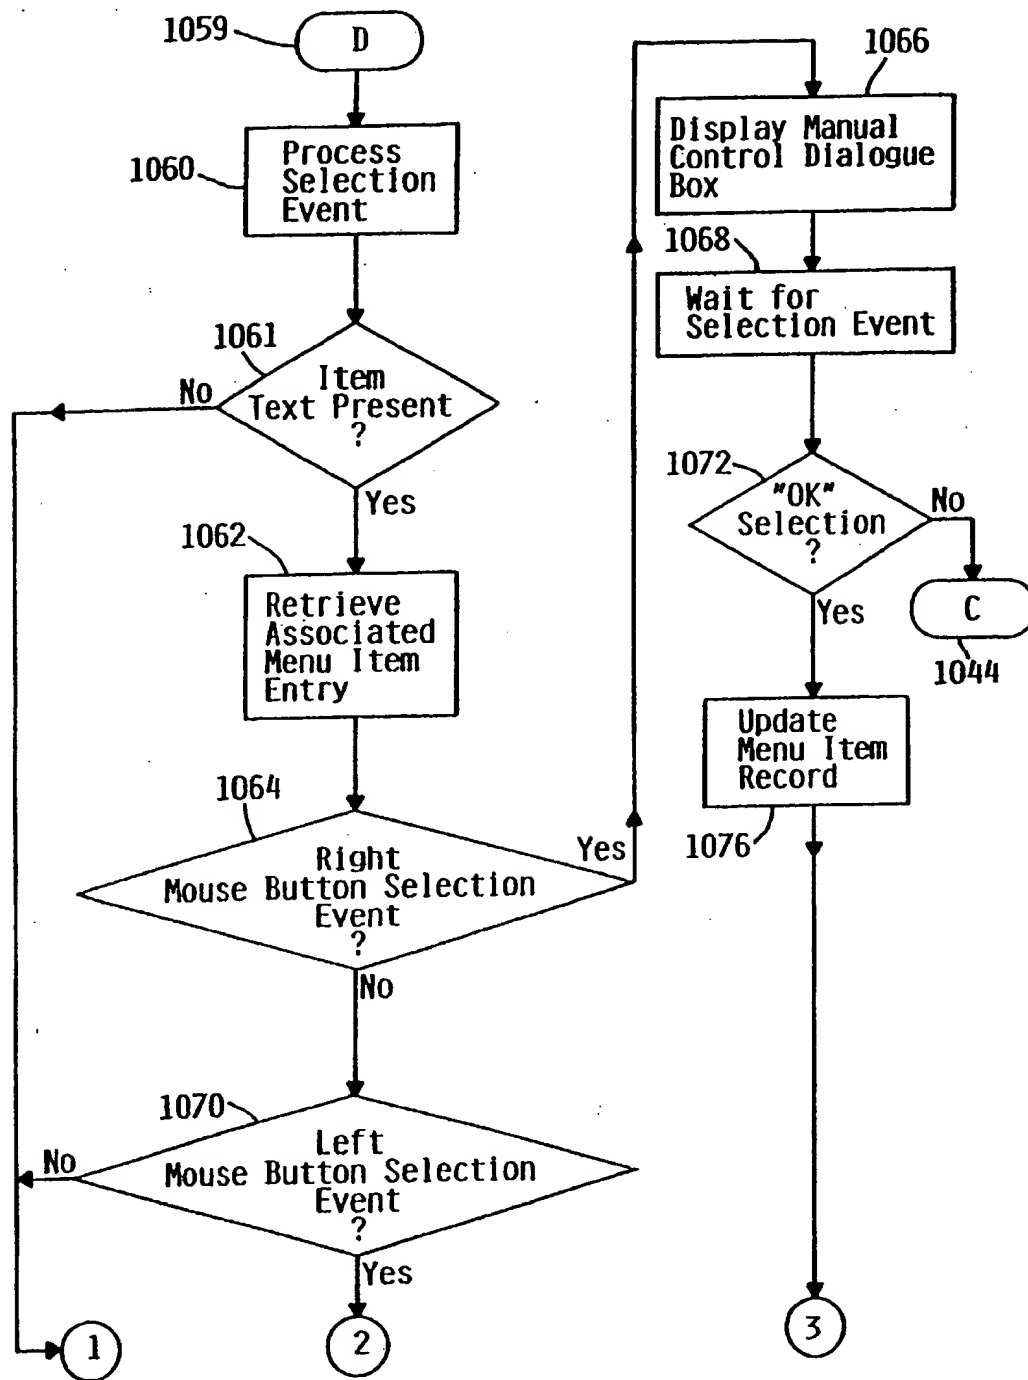 1059
D
1060
Process
Selection
Event
1061
Item
Text Present
?
No
Yes
1062
Retrieve
Associated
Menu Item
Entry
1064
Right
Mouse Button Selection
Event
?
Yes
No
1070
Left
Mouse Button Selection
Event
?
No
Yes
1
2
1066
Display Manual
Control Dialogue
Box
1068
Wait for
Selection Event
1072
"OK"
Selection
?
No
Yes
C
1044
Update
Menu Item
Record
1076
3